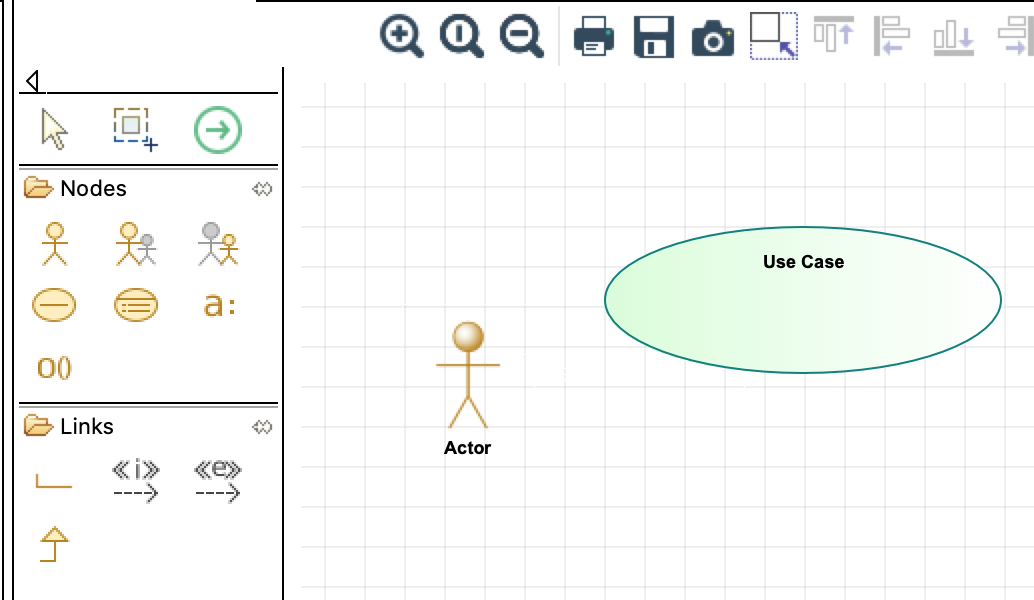 Nodes
a:
o()
Links
«i»
«e»
Use Case
Actor